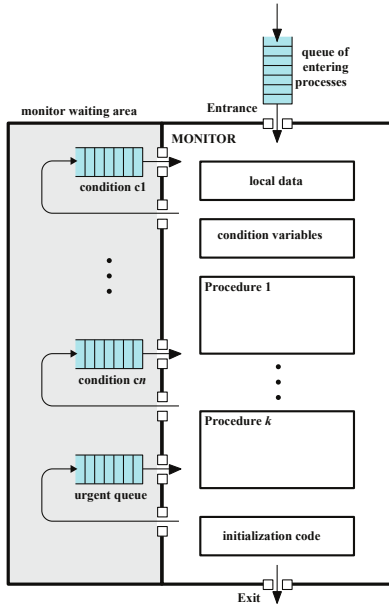 queue of
entering
processes
Entrance
monitor waiting area
MONITOR
condition c1
local data
condition variables
Procedure 1
condition cn
Procedure k
urgent queue
initialization code
Exit